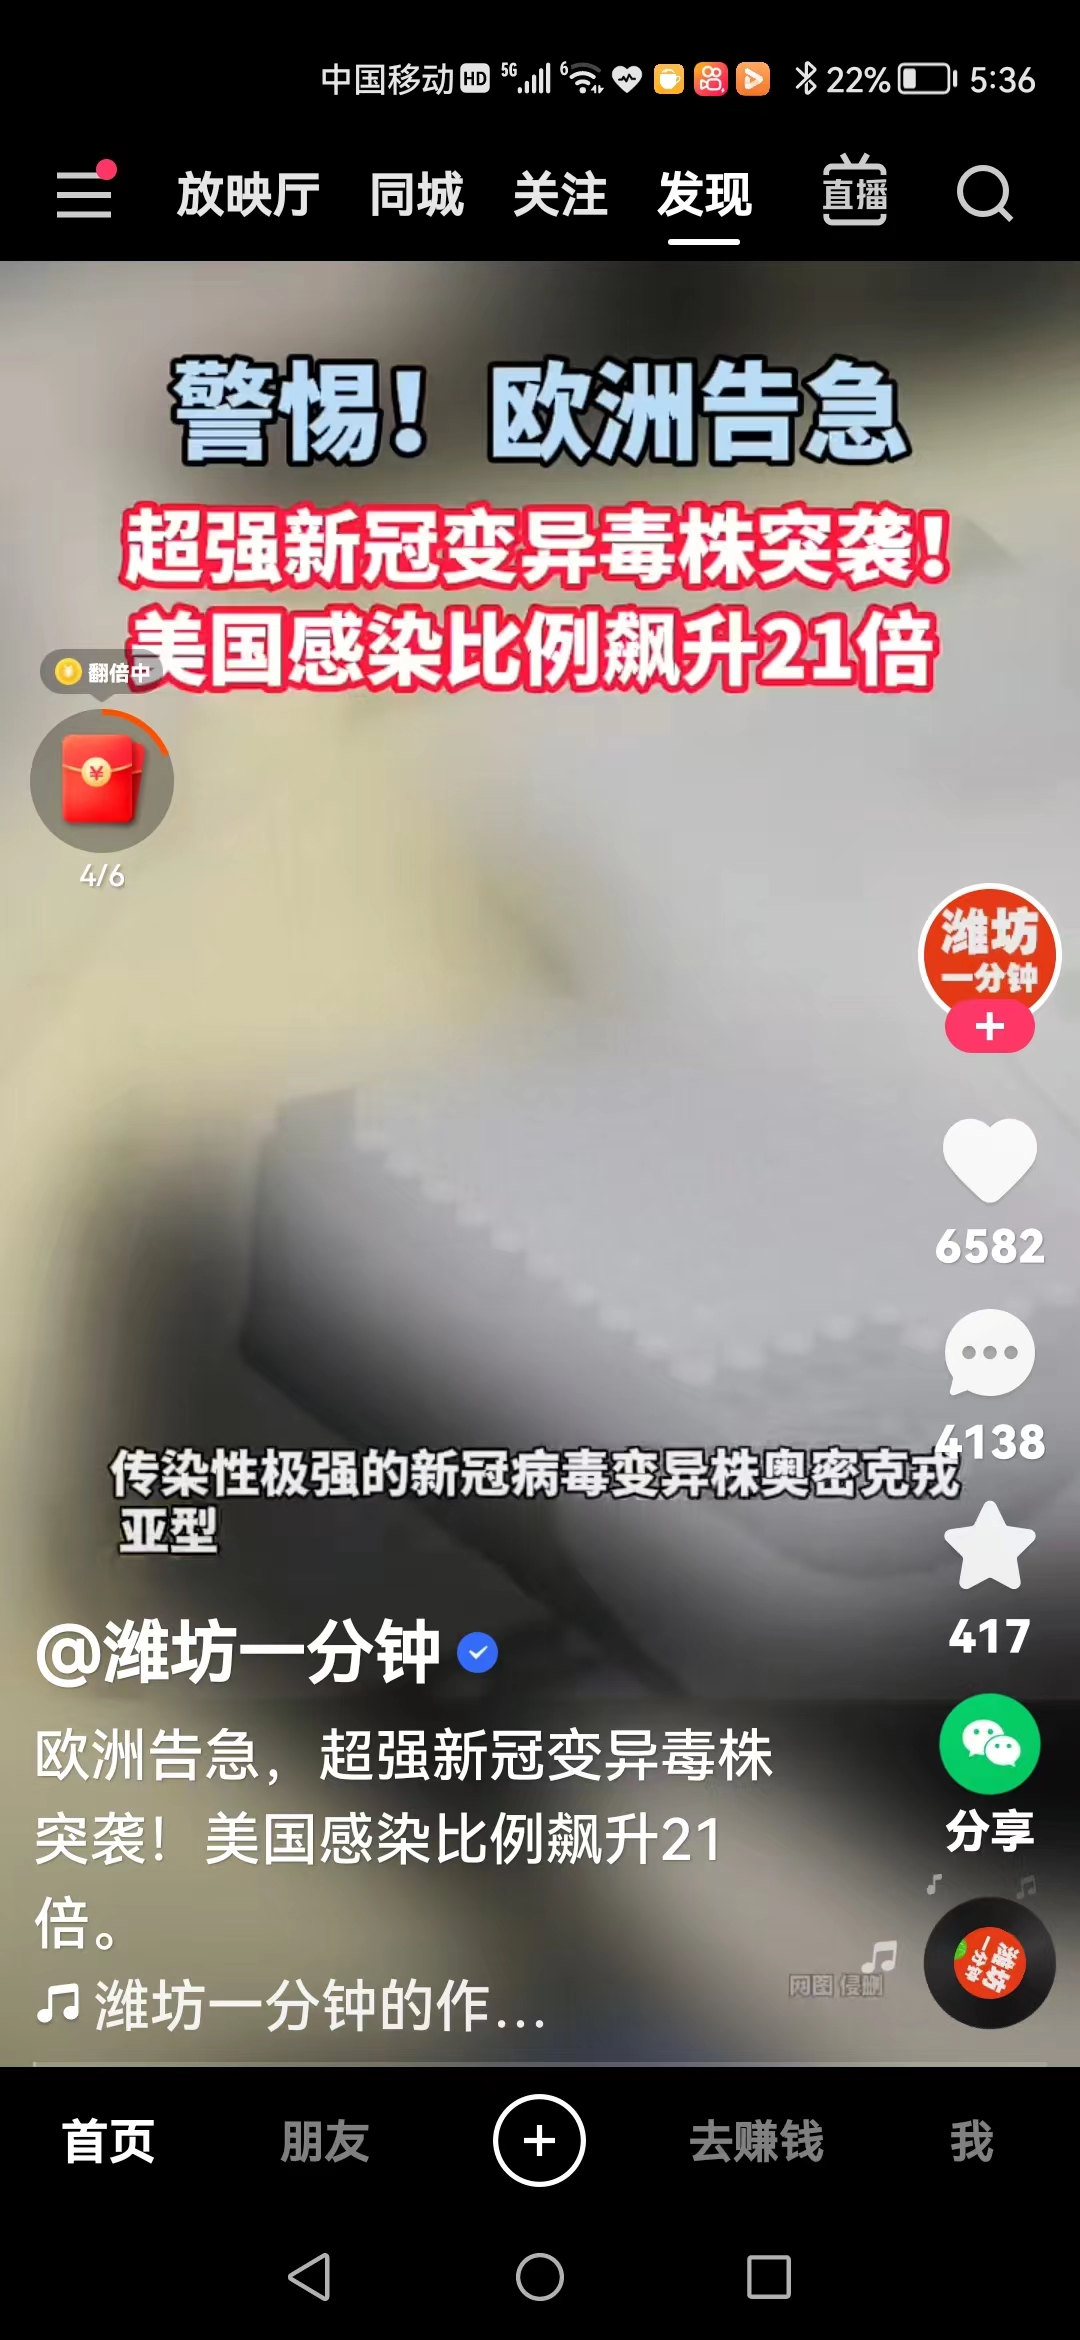 中国移动 HD 5G 6 22% 5:36
放映厅 同城 关注 发现 直播
警惕！欧洲告急
超强新冠变异毒株突袭！
美国感染比例飙升21倍
翻倍中
¥
4/6
潍坊
一分钟
6582
4138
传染性极强的新冠病毒变异株奥密克戎
亚型
417
@潍坊一分钟
欧洲告急，超强新冠变异毒株
突袭！美国感染比例飙升21
倍。
分享
网图 侵删
潍坊一分钟的作...
潍坊
一分钟
首页 朋友 去赚钱 我